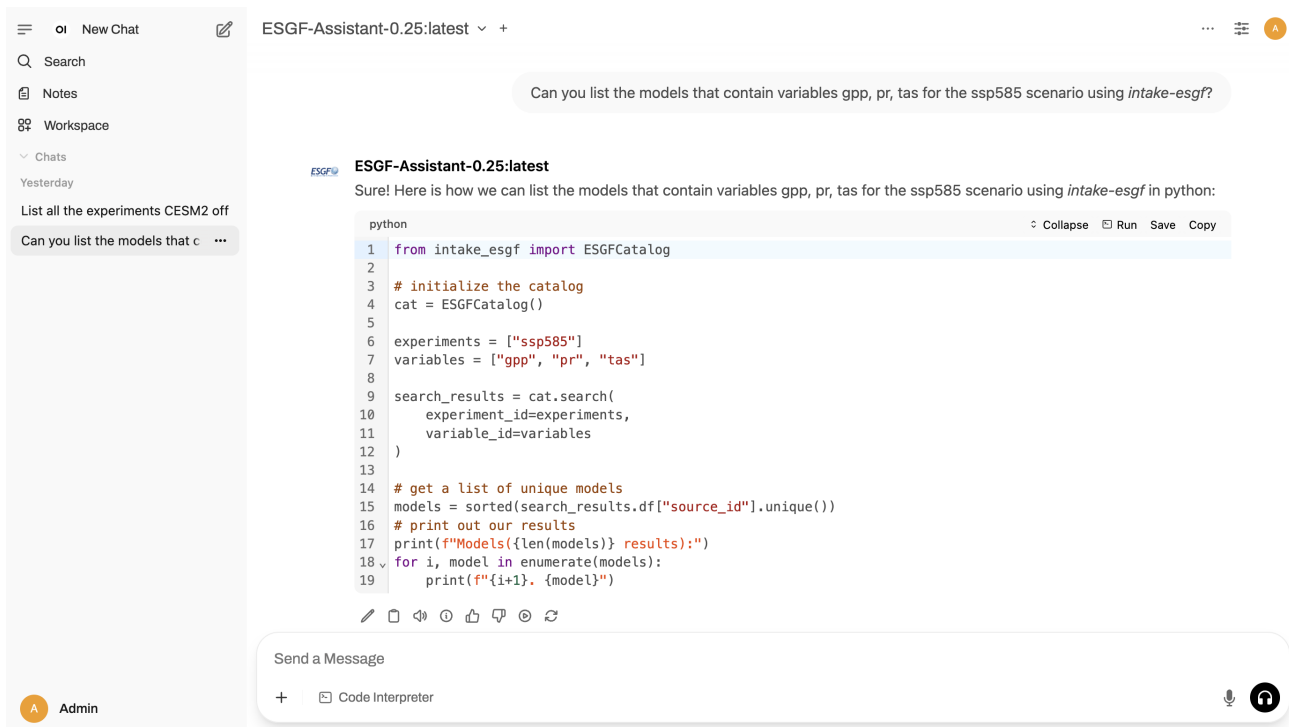 OI New Chat
Search
Notes
Workspace
Chats
Yesterday
List all the experiments CESM2 off
Can you list the models that c ...
A Admin
ESGF-Assistant-0.25:latest +
A
Can you list the models that contain variables gpp, pr, tas for the ssp585 scenario using intake-esgf?
ESGF
ESGF-Assistant-0.25:latest
Sure! Here is how we can list the models that contain variables gpp, pr, tas for the ssp585 scenario using intake-esgf in python:
python Collapse Run Save Copy
1 from intake_esgf import ESGFCatalog
2
3 # initialize the catalog
4 cat = ESGFCatalog()
5
6 experiments = ["ssp585"]
7 variables = ["gpp", "pr", "tas"]
8
9 search_results = cat.search(
10     experiment_id=experiments,
11     variable_id=variables
12 )
13
14 # get a list of unique models
15 models = sorted(search_results.df["source_id"].unique())
16 # print out our results
17 print(f"Models({len(models)} results):")
18 for i, model in enumerate(models):
19     print(f"{i+1}. {model}")
Send a Message
+ Code Interpreter